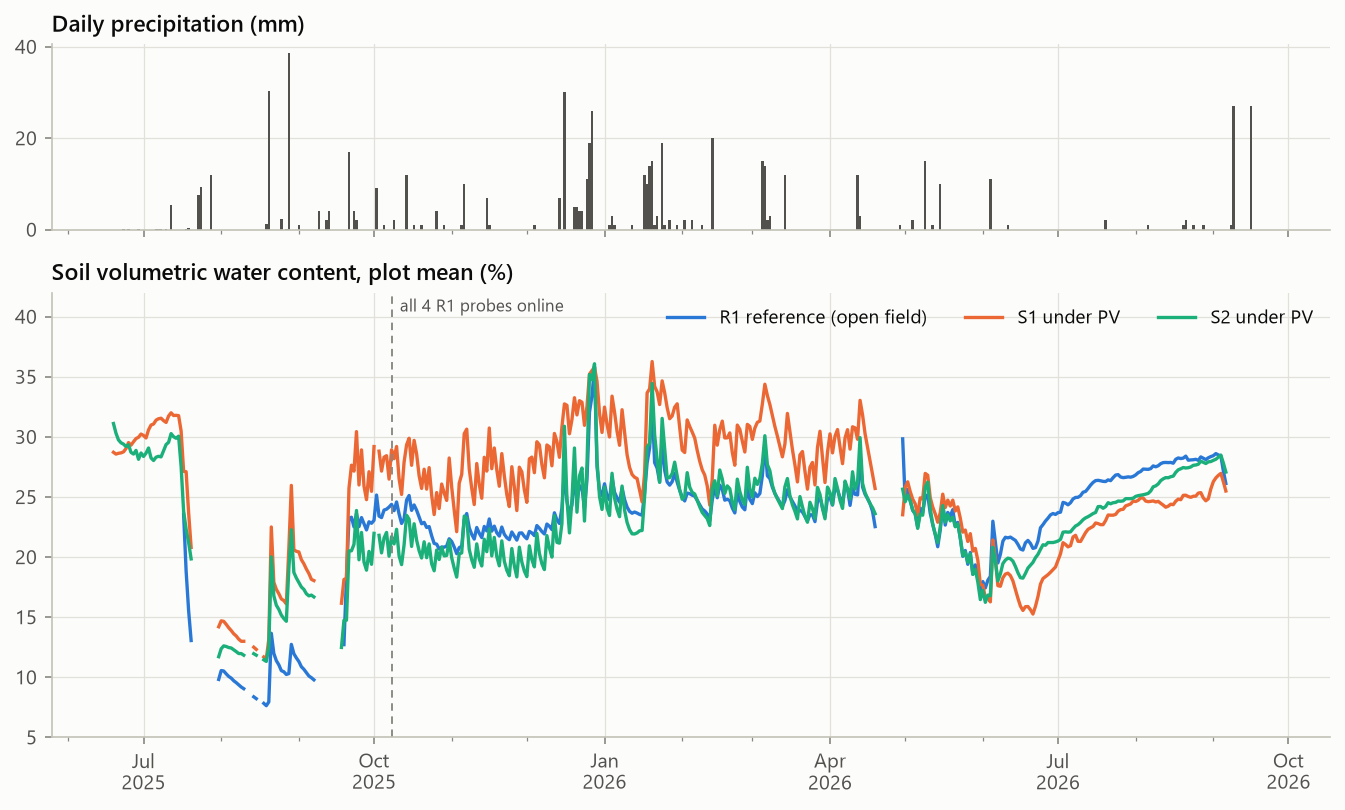 Daily precipitation (mm)
40
20
0
Soil volumetric water content, plot mean (%)
all 4 R1 probes online
R1 reference (open field)
S1 under PV
S2 under PV
40
35
30
25
20
15
10
5
Jul
2025
Oct
2025
Jan
2026
Apr
2026
Jul
2026
Oct
2026